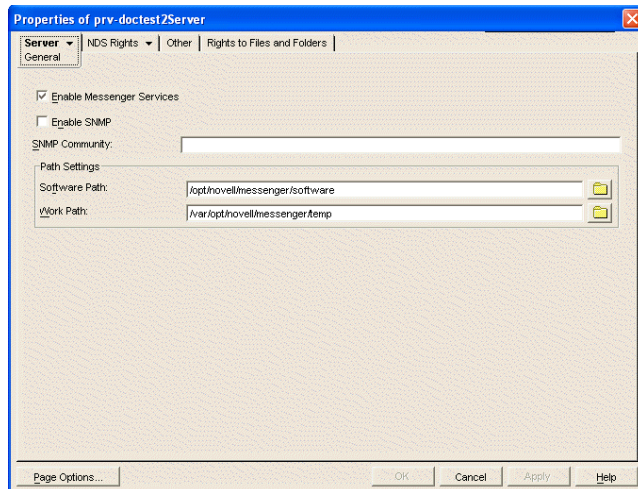 Properties of prv-doctest2Server
Server NDS Rights Other Rights to Files and Folders
General
Enable Messenger Services
Enable SNMP
SNMP Community:
Path Settings
Software Path: /opt/novell/messenger/software
Work Path: /var/opt/novell/messenger/temp
Page Options... OK Cancel Apply Help